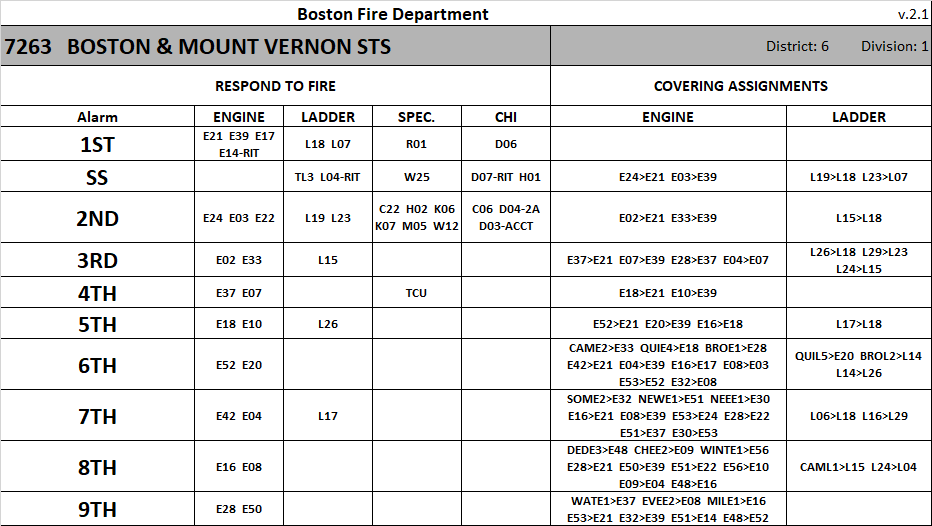 Boston Fire Department v.2.1
7263 BOSTON & MOUNT VERNON STS District: 6 Division: 1
RESPOND TO FIRE COVERING ASSIGNMENTS
Alarm ENGINE LADDER SPEC. CHI ENGINE LADDER
1ST E21 E39 E17 L18 L07 R01 D06
E14-RIT
SS TL3 L04-RIT W25 D07-RIT H01 E24>E21 E03>E39 L19>L18 L23>L07
2ND E24 E03 E22 L19 L23 C22 H02 K06 C06 D04-2A E02>E21 E33>E39 L15>L18
K07 M05 W12 D03-ACCT
3RD E02 E33 L15 E37>E21 E07>E39 E28>E37 E04>E07 L26>L18 L29>L23
L24>L15
4TH E37 E07 TCU E18>E21 E10>E39
5TH E18 E10 L26 E52>E21 E20>E39 E16>E18 L17>L18
6TH E52 E20 CAME2>E33 QUIE4>E18 BROE1>E28 QUIL5>E20 BROL2>L14
E42>E21 E04>E39 E16>E17 E08>E03 L14>L26
E53>E52 E32>E08
7TH E42 E04 L17 SOME2>E32 NEWE1>E51 NEEE1>E30 L06>L18 L16>L29
E16>E21 E08>E39 E53>E24 E28>E22
E51>E37 E30>E53
8TH E16 E08 DEDE3>E48 CHEE2>E09 WINTE1>E56 CAML1>L15 L24>L04
E28>E21 E50>E39 E51>E22 E56>E10
E09>E04 E48>E16
9TH E28 E50 WATE1>E37 EVEE2>E08 MILE1>E16
E53>E21 E32>E39 E51>E14 E48>E52